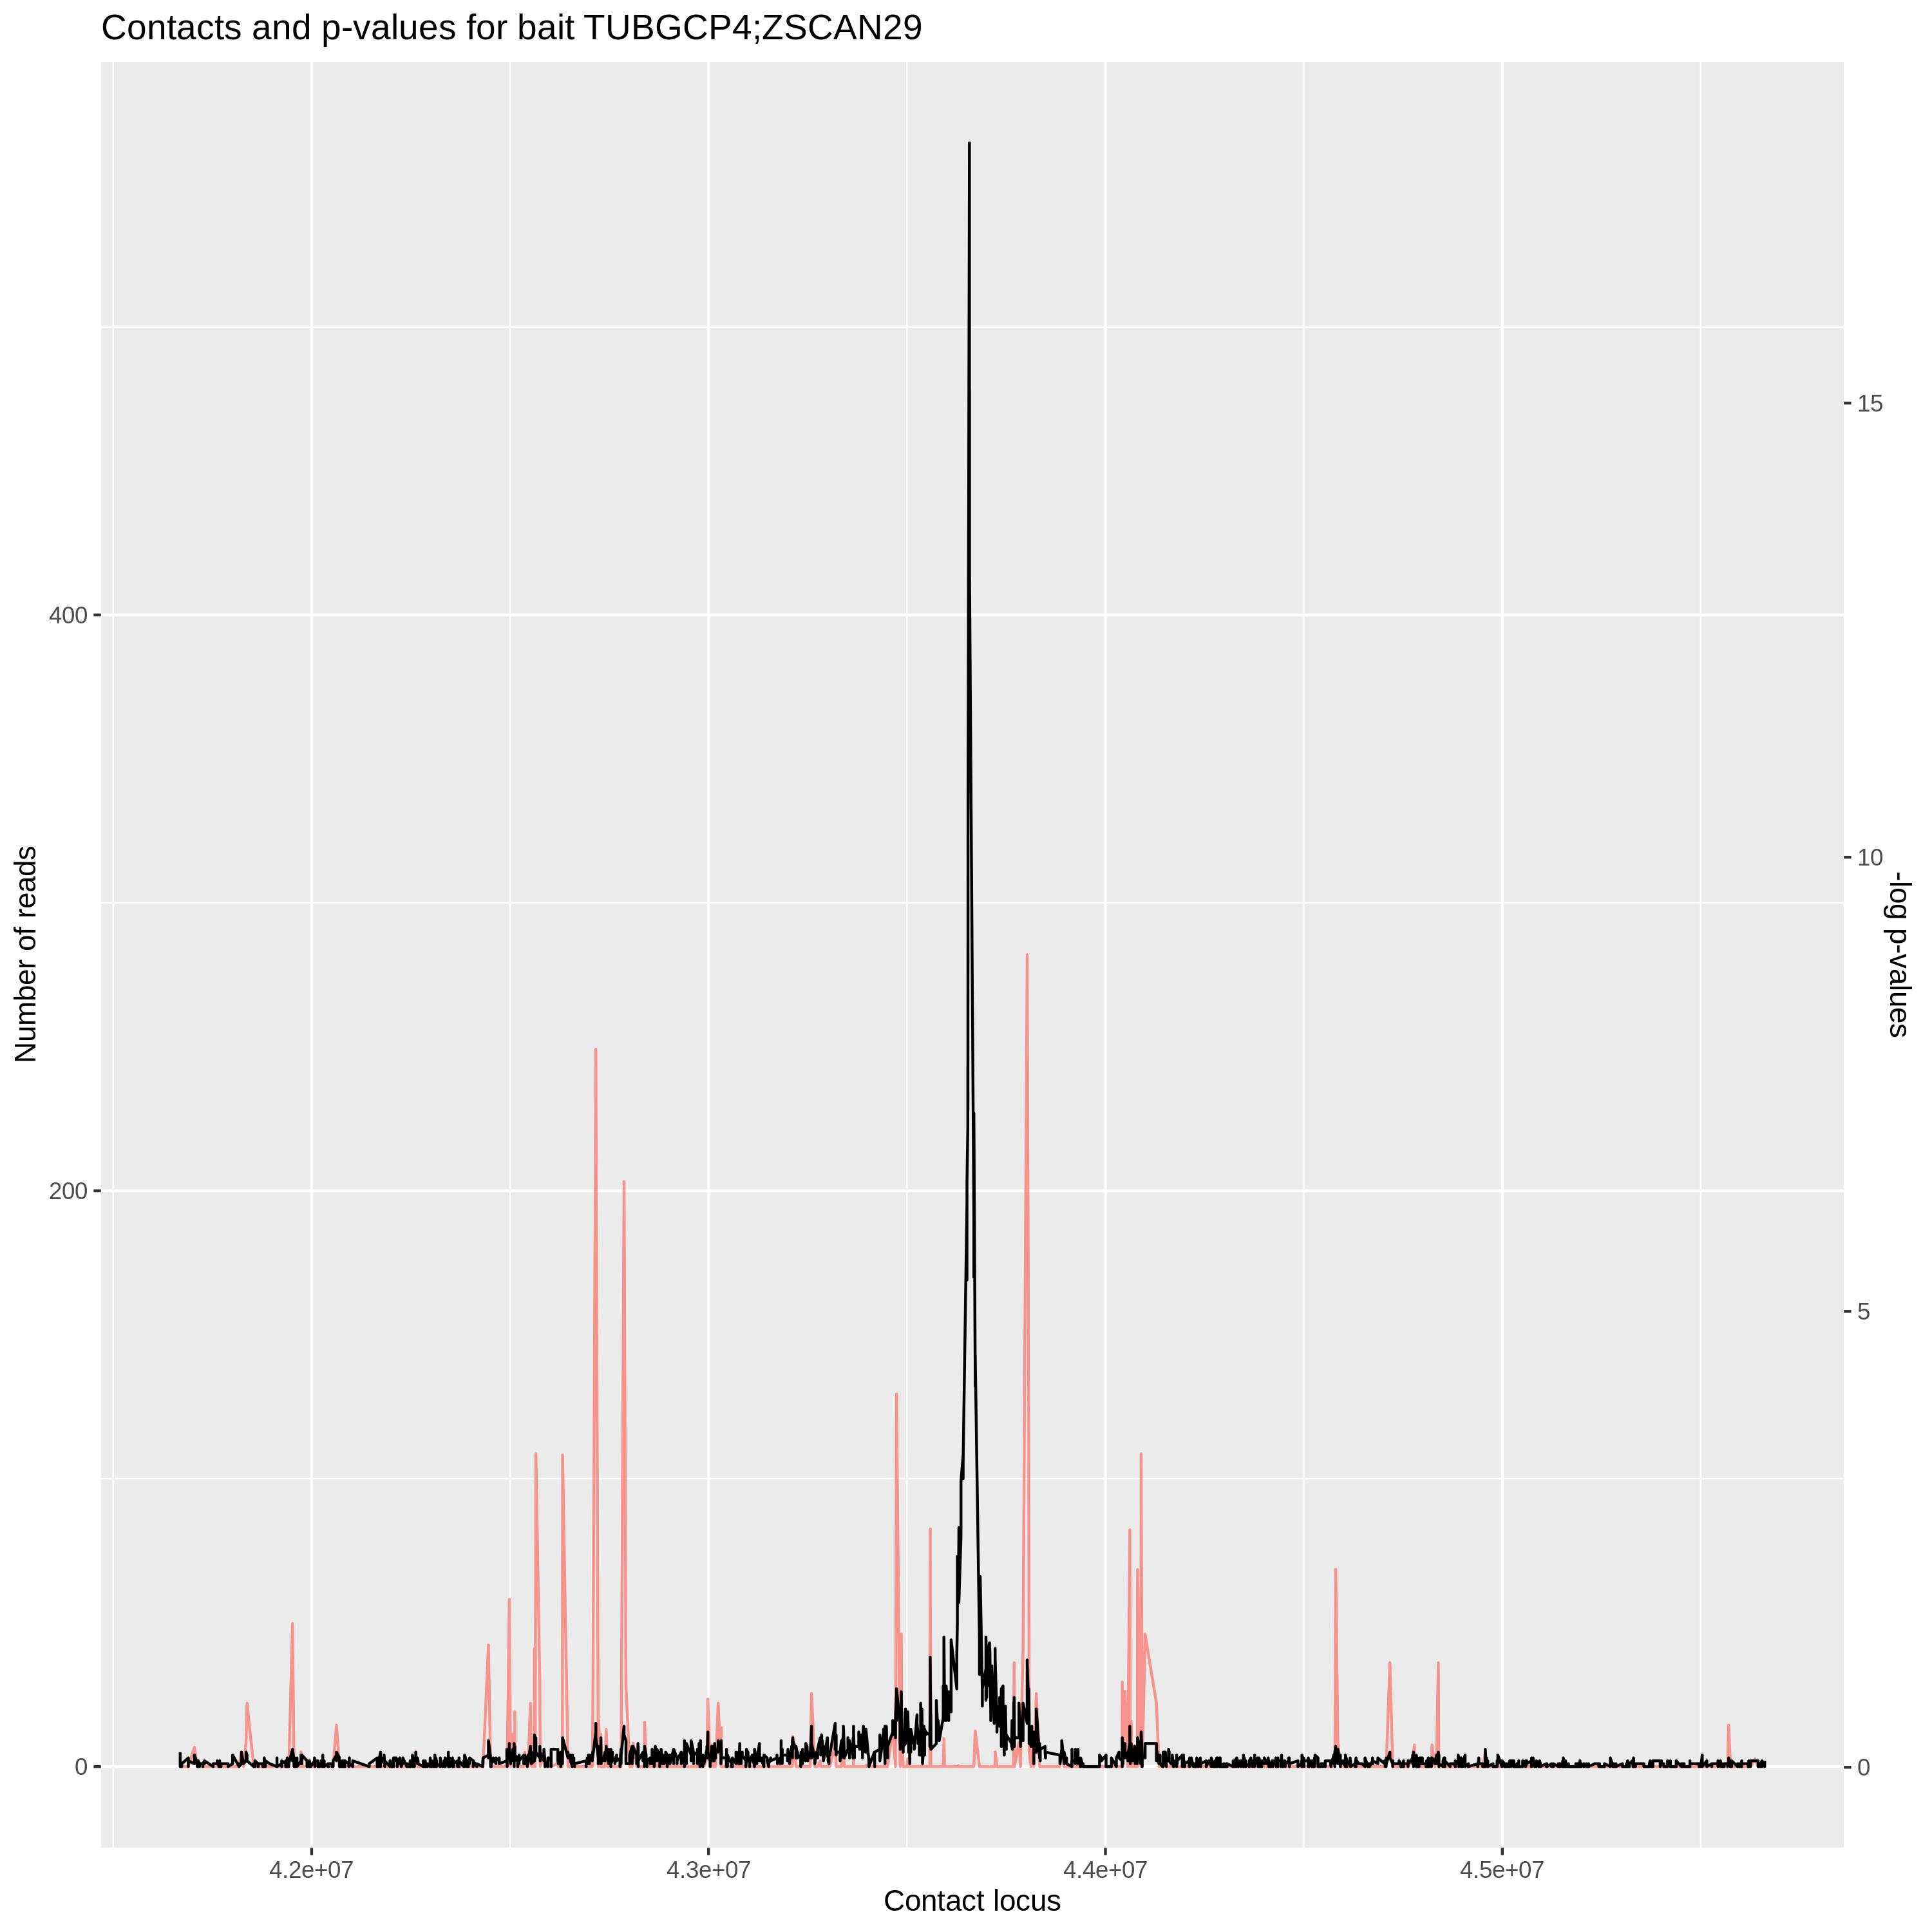 Contacts and p-values for bait TUBGCP4;ZSCAN29
Number of reads
400
200
0
15
10
5
0
-log p-values
4.2e+07 4.3e+07 4.4e+07 4.5e+07
Contact locus